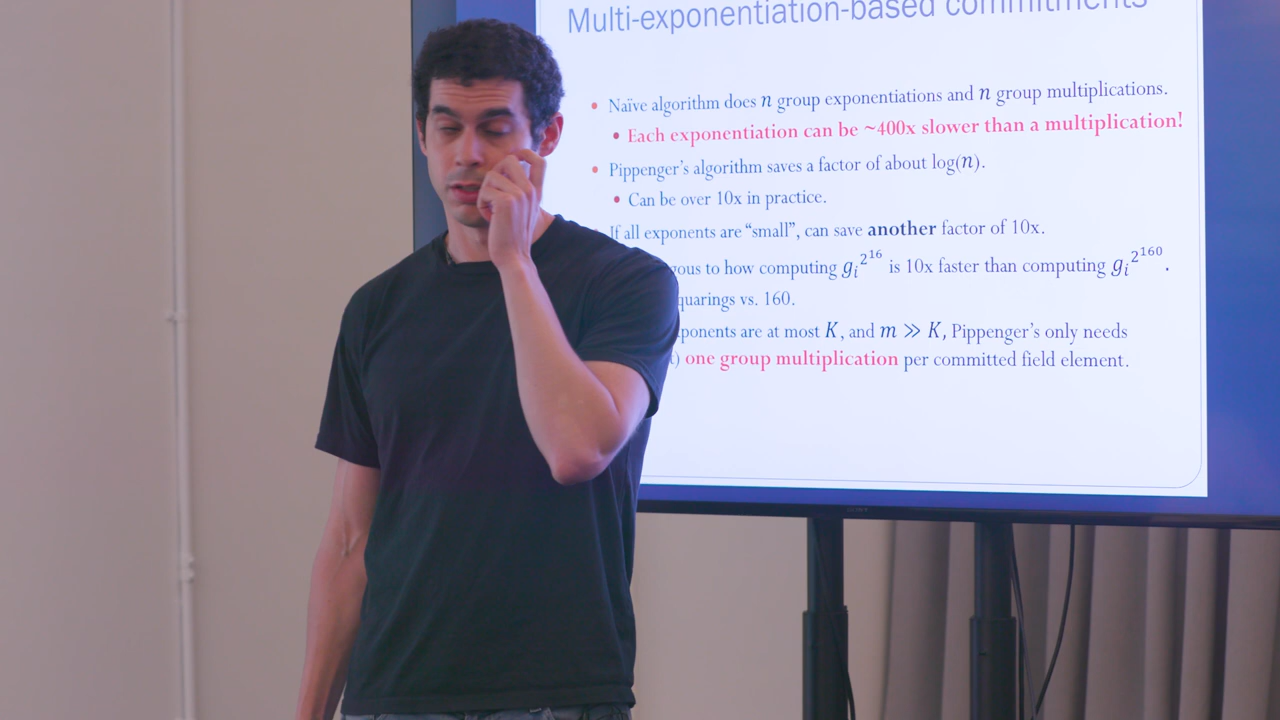 Multi-exponentiation-based commitments
• Naïve algorithm does n group exponentiations and n group multiplications.
• Each exponentiation can be ~400x slower than a multiplication!
• Pippenger's algorithm saves a factor of about log(n).
• Can be over 10x in practice.
If all exponents are “small”, can save another factor of 10x.
to how computing g_i^{2^{16}} is 10x faster than computing g_i^{2^{160}}.
vs. 160.
are at most K, and m ≫ K, Pippenger's only needs
one group multiplication per committed field element.
SONY